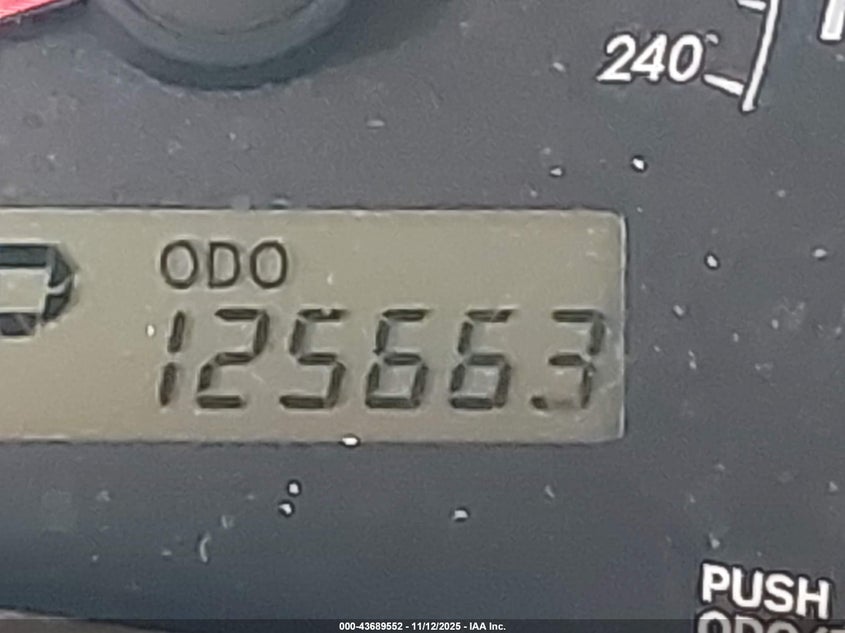 240
P
ODO
125663
PUSH
000-43689552 - 11/12/2025 - IAA Inc.